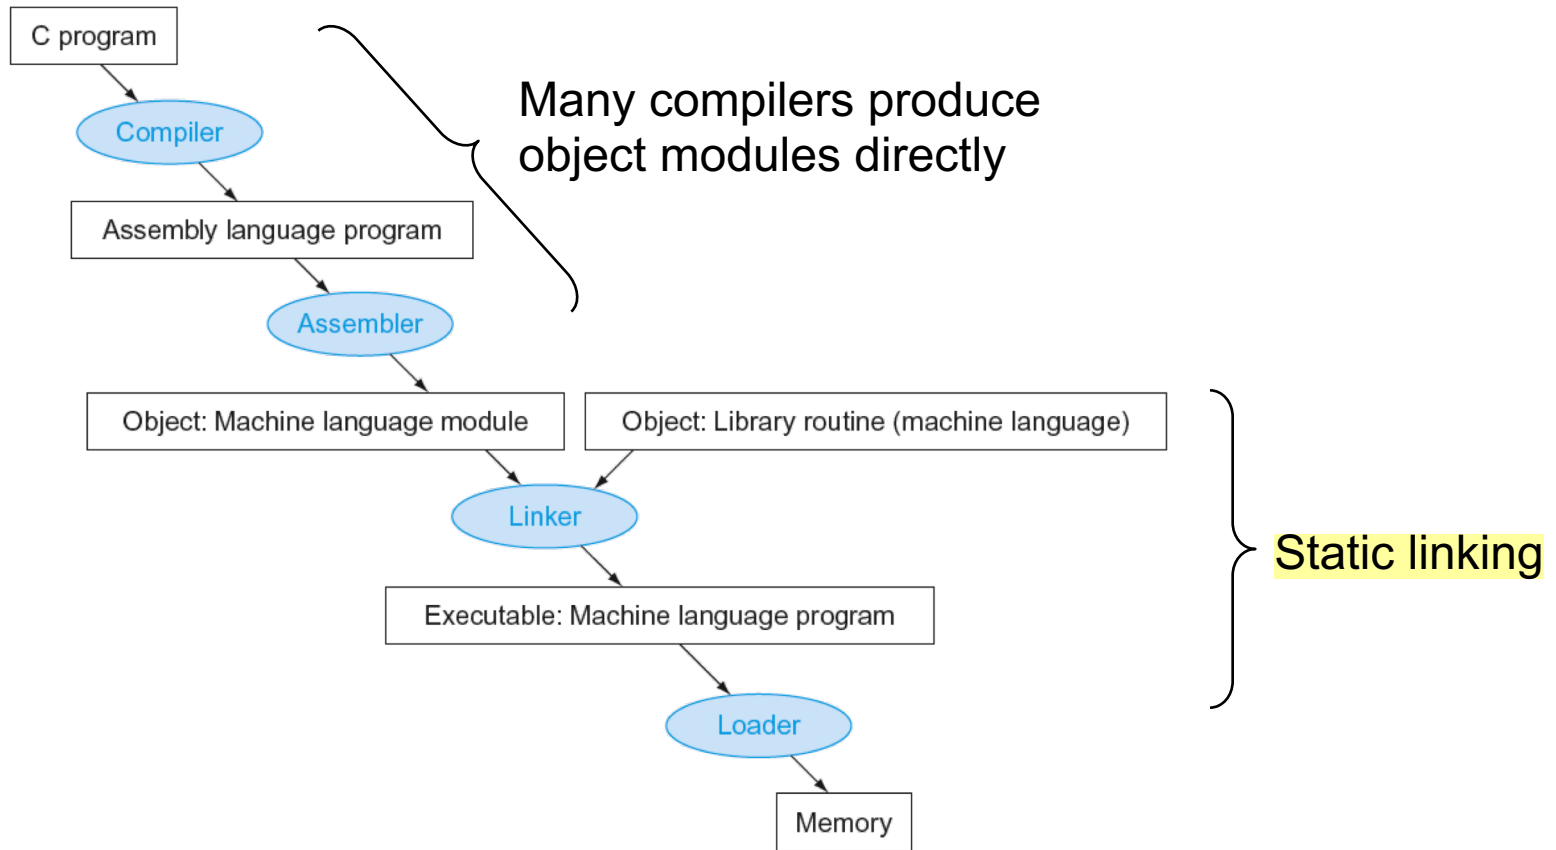 C program
Many compilers produce
object modules directly
Compiler
Assembly language program
Assembler
Object: Machine language module
Object: Library routine (machine language)
Linker
Static linking
Executable: Machine language program
Loader
Memory